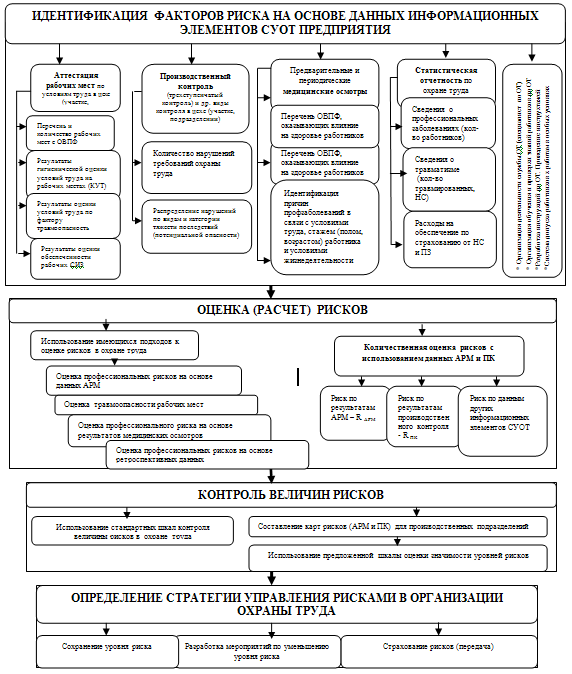 ИДЕНТИФИКАЦИЯ ФАКТОРОВ РИСКА НА ОСНОВЕ ДАННЫХ ИНФОРМАЦИОННЫХ
ЭЛЕМЕНТОВ СУОТ ПРЕДПРИЯТИЯ
Аттестация
рабочих мест по
условиям труда в цехе
(участке,
Перечень и
количество рабочих
мест с ОВПФ
Результаты
гигиенической оценки
условий труда на
рабочих местах (КУТ)
Результаты оценки
условий труда по
фактору
травмоопасность
Результаты оценки
обеспеченности
рабочих СИЗ
Производственный
контроль
(трехступенчатый
контроль) и др. виды
контроля в цехе (участке,
подразделении)
Количество нарушений
требований охраны
труда
Распределение нарушений
по видам и категории
тяжести последствий
(потенциальной опасности)
Предварительные и
периодические
медицинские осмотры
Перечень ОВПФ,
оказывающих влияние
на здоровье работников
Перечень ОВПФ,
оказывающих влияние
на здоровье работников
Идентификация
причин
профзаболеваний в
связи с условиями
труда, стажем (полом,
возрастом) работника
и условиями
жизнедеятельности
Статистическая
отчетность по
охране труда
Сведения о
профессиональных
заболеваниях (кол-
во работников)
Сведения о
травматизме
(кол-во
травмированных,
НС)
Расходы на
обеспечение по
страхованию от НС
и ПЗ
ОЦЕНКА (РАСЧЕТ) РИСКОВ
Использование имеющихся подходов к
оценке рисков в охране труда
Оценка профессиональных рисков на основе
данных АРМ
Оценка травмоопасности рабочих мест
Оценка профессионального риска на основе
результатов медицинских осмотров
Оценка профессиональных рисков на основе
ретроспективных данных
Количественная оценка рисков с
использованием данных АРМ и ПК
Риск по
результатам
АРМ – R АРМ
Риск по
результатам
производствен
ного контроля
- R ПК
Риск по данным
других
информационных
элементов СУОТ
КОНТРОЛЬ ВЕЛИЧИН РИСКОВ
Использование стандартных шкал контроля
величины рисков в охране труда
Составление карт рисков (АРМ и ПК) для производственных подразделений
Использование предложенной шкалы оценки значимости уровней рисков
ОПРЕДЕЛЕНИЕ СТРАТЕГИИ УПРАВЛЕНИЯ РИСКАМИ В ОРГАНИЗАЦИИ
ОХРАНЫ ТРУДА
Сохранение уровня риска
Разработка мероприятий по уменьшению
уровня риска
Страхование рисков (передача)